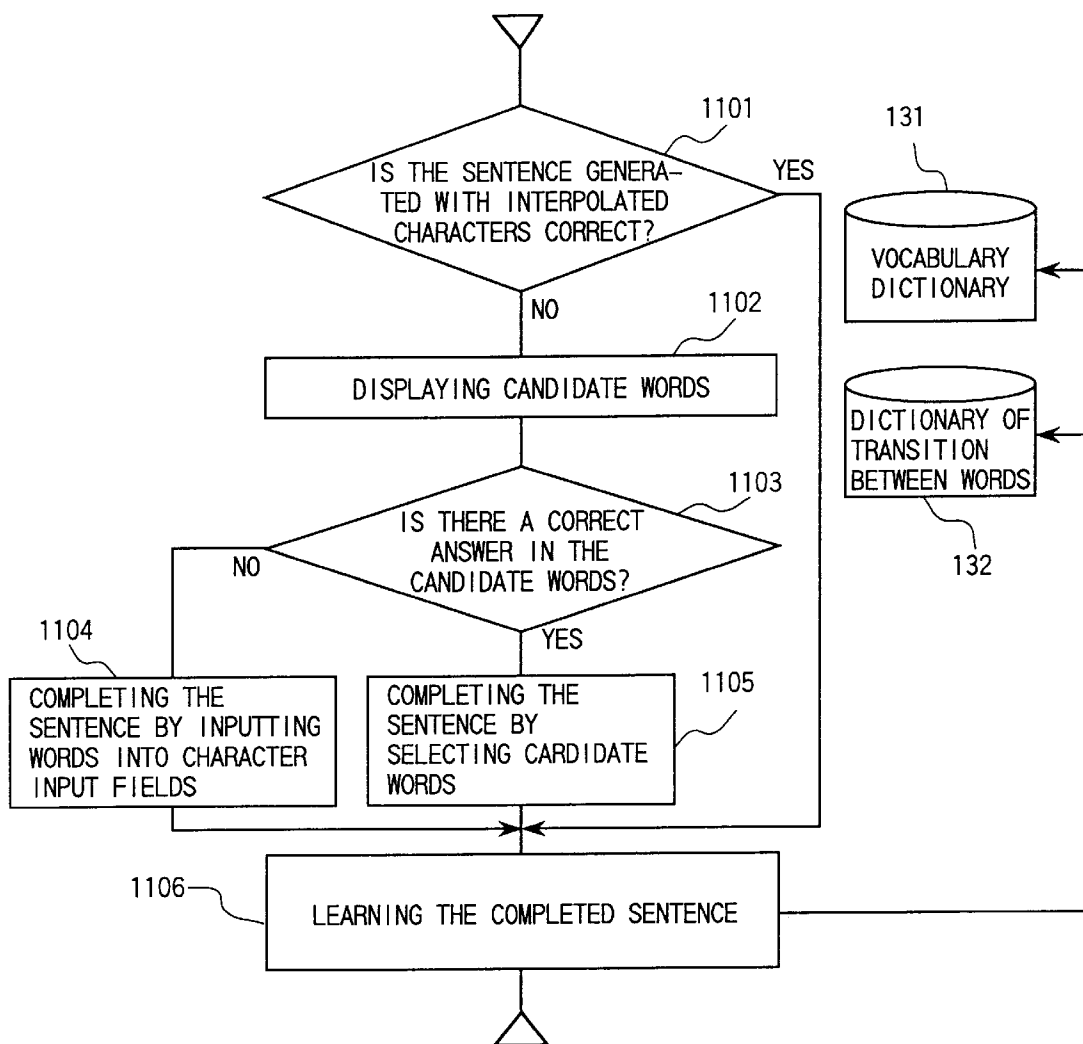 1101
IS THE SENTENCE GENERA-
TED WITH INTERPOLATED
CHARACTERS CORRECT?
YES
NO
131
VOCABULARY
DICTIONARY
1102
DISPLAYING CANDIDATE WORDS
DICTIONARY OF
TRANSITION
BETWEEN WORDS
132
1103
IS THERE A CORRECT
ANSWER IN THE
CANDIDATE WORDS?
NO
YES
1104
COMPLETING THE
SENTENCE BY INPUTTING
WORDS INTO CHARACTER
INPUT FIELDS
1105
COMPLETING THE
SENTENCE BY
SELECTING CARDIDATE
WORDS
1106
LEARNING THE COMPLETED SENTENCE